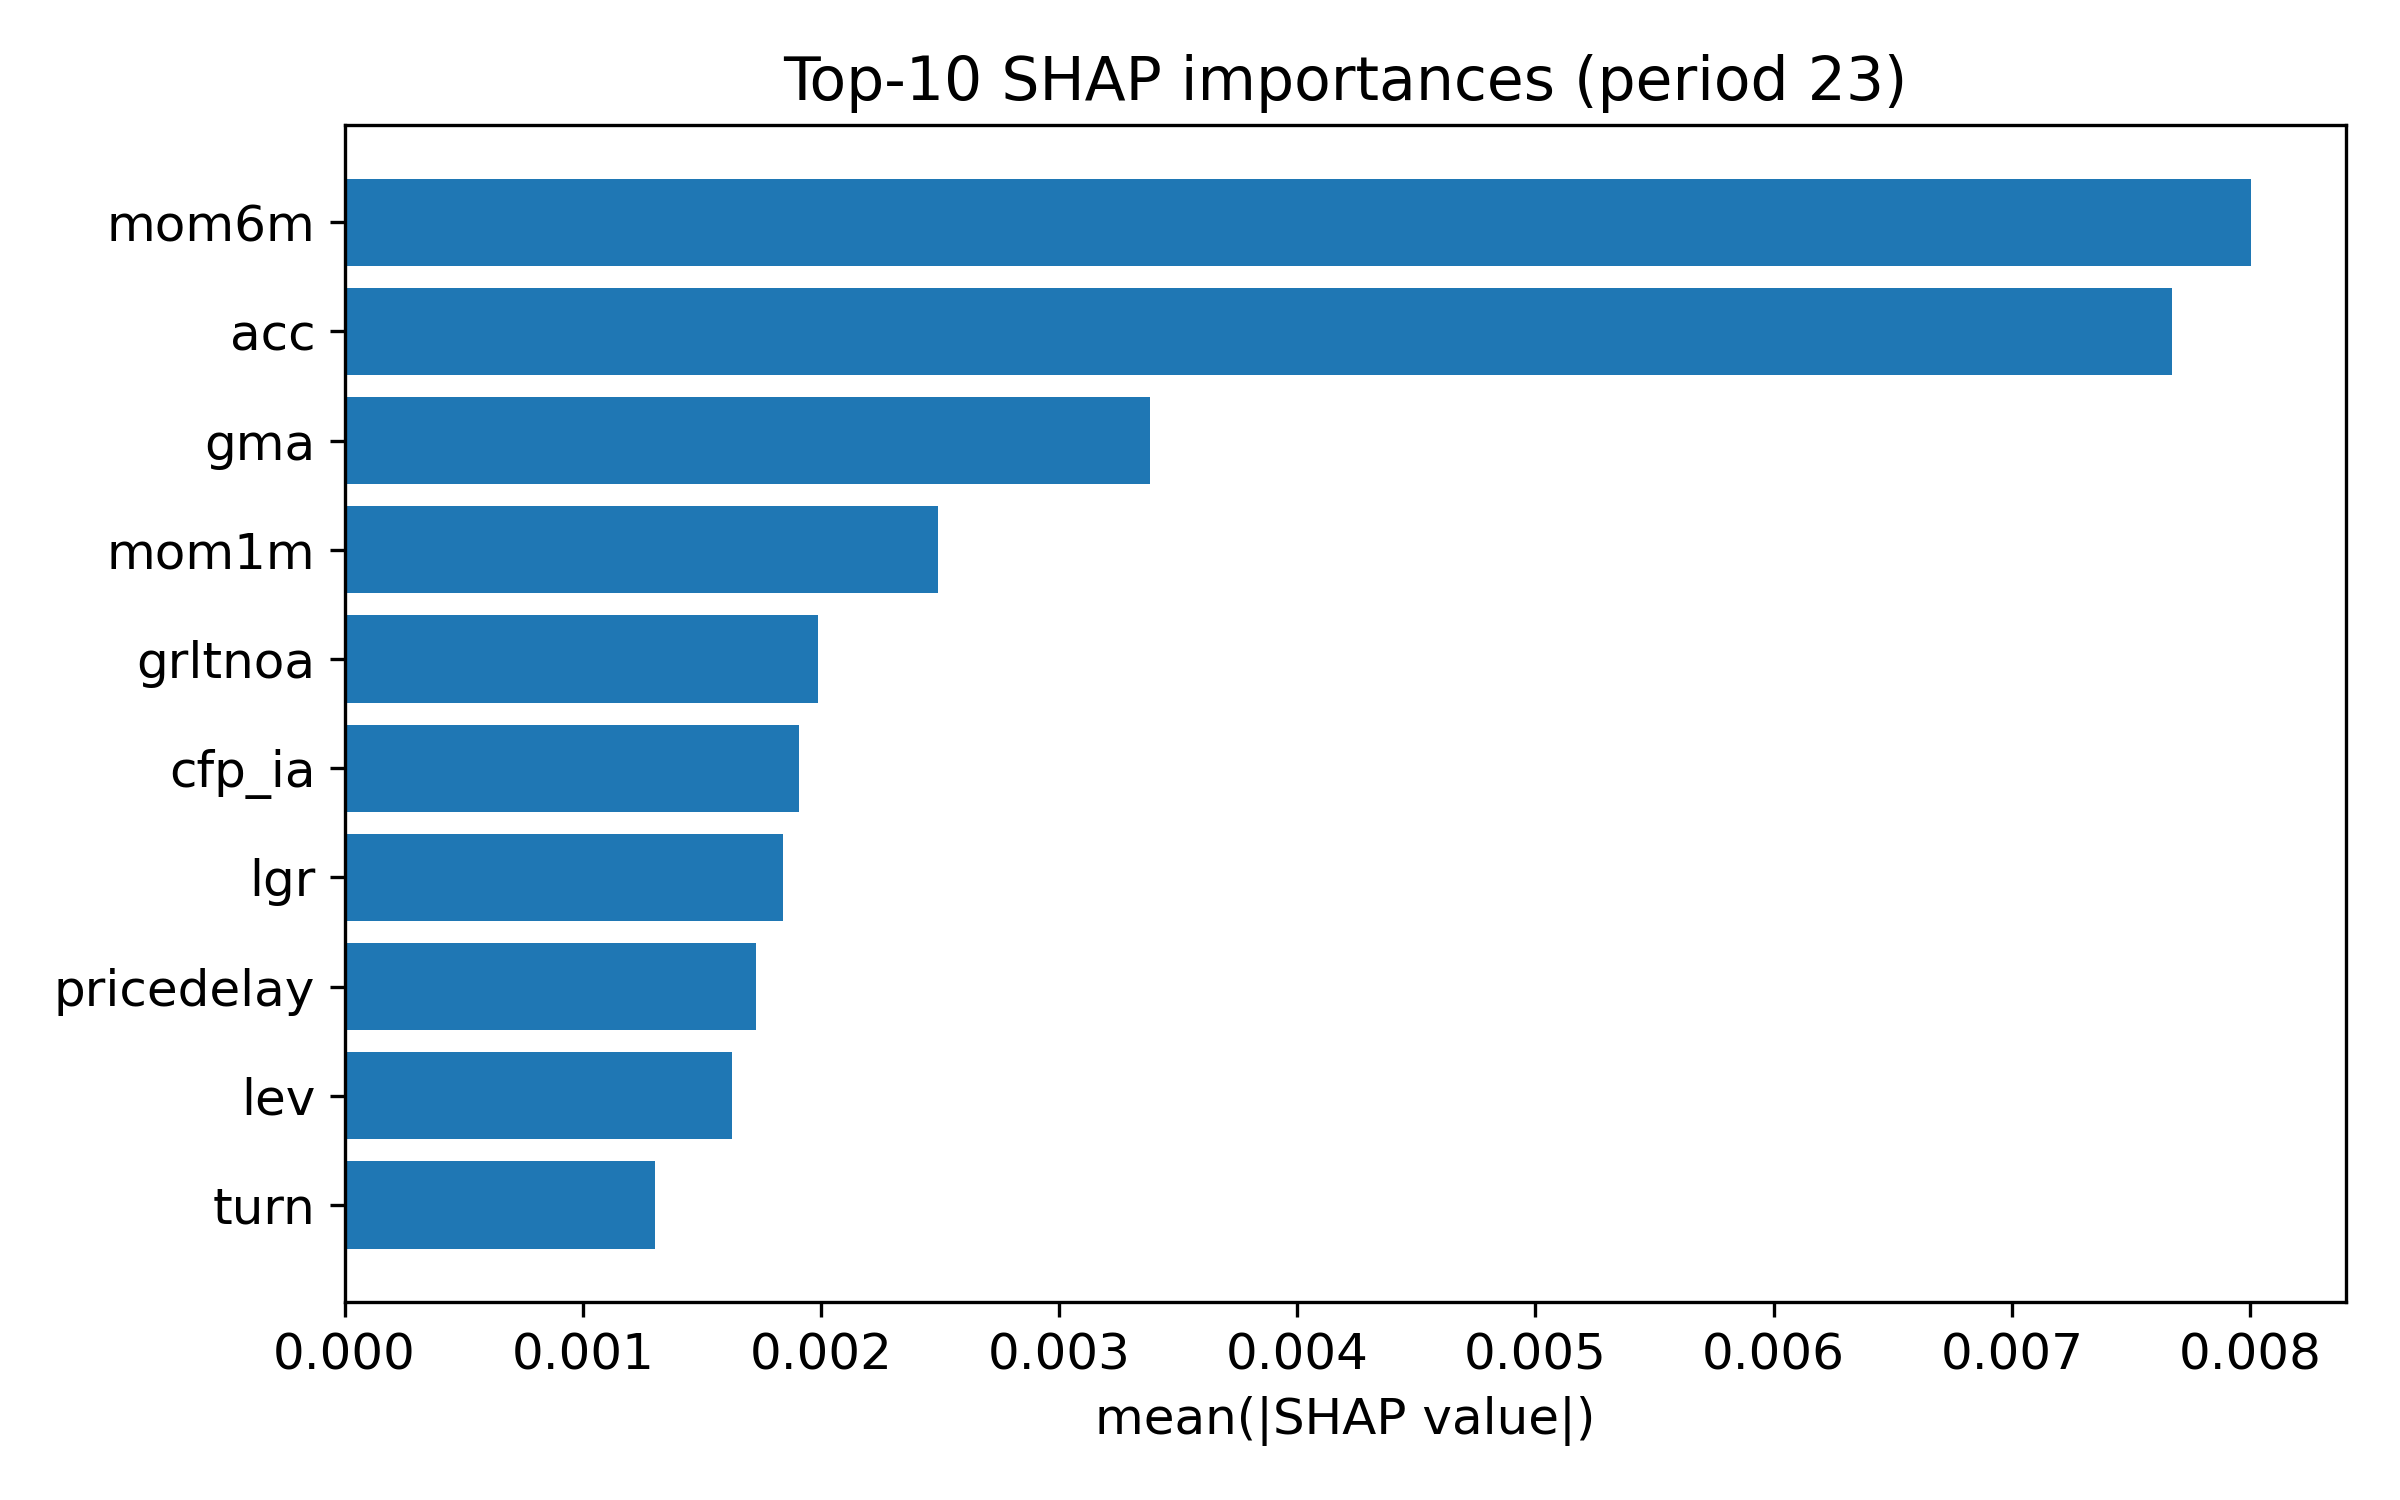 Top-10 SHAP importances (period 23)
mom6m
acc
gma
mom1m
grltnoa
cfp_ia
lgr
pricedelay
lev
turn
0.000 0.001 0.002 0.003 0.004 0.005 0.006 0.007 0.008
mean(|SHAP value|)